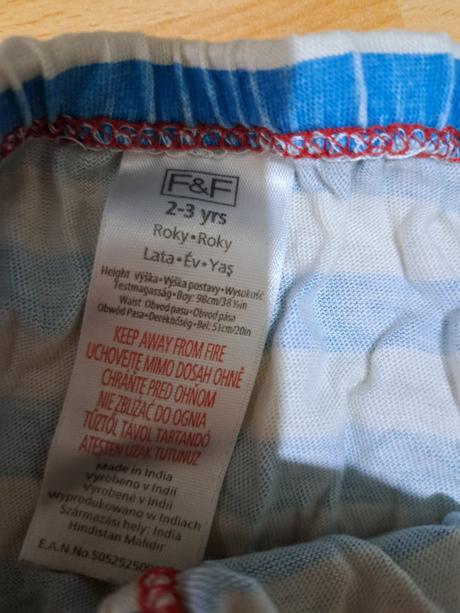 F&F
2-3 yrs
Roky•Roky
Lata•Év•Yaş
Height Výška•Výška postavy•Wysokość
Testmagasság•Boy: 98cm/38½in
Waist Obvod pasu•Obvod pása
Obwód Pasa•Derékbőség•Bel: 51cm/20in
KEEP AWAY FROM FIRE
UCHOVEJTE MIMO DOSAH OHNĚ
CHRÁŇTE PRED OHŇOM
NIE ZBLIŻAĆ DO OGNIA
TŰZTŐL TÁVOL TARTANDÓ
ATEŞTEN UZAK TUTUNUZ
Made in India
Vyrobeno v Indii
Vyrobené v Indii
Wyprodukowano w Indiach
Származási hely: India
Hindistan Malıdır
E.A.N.No.